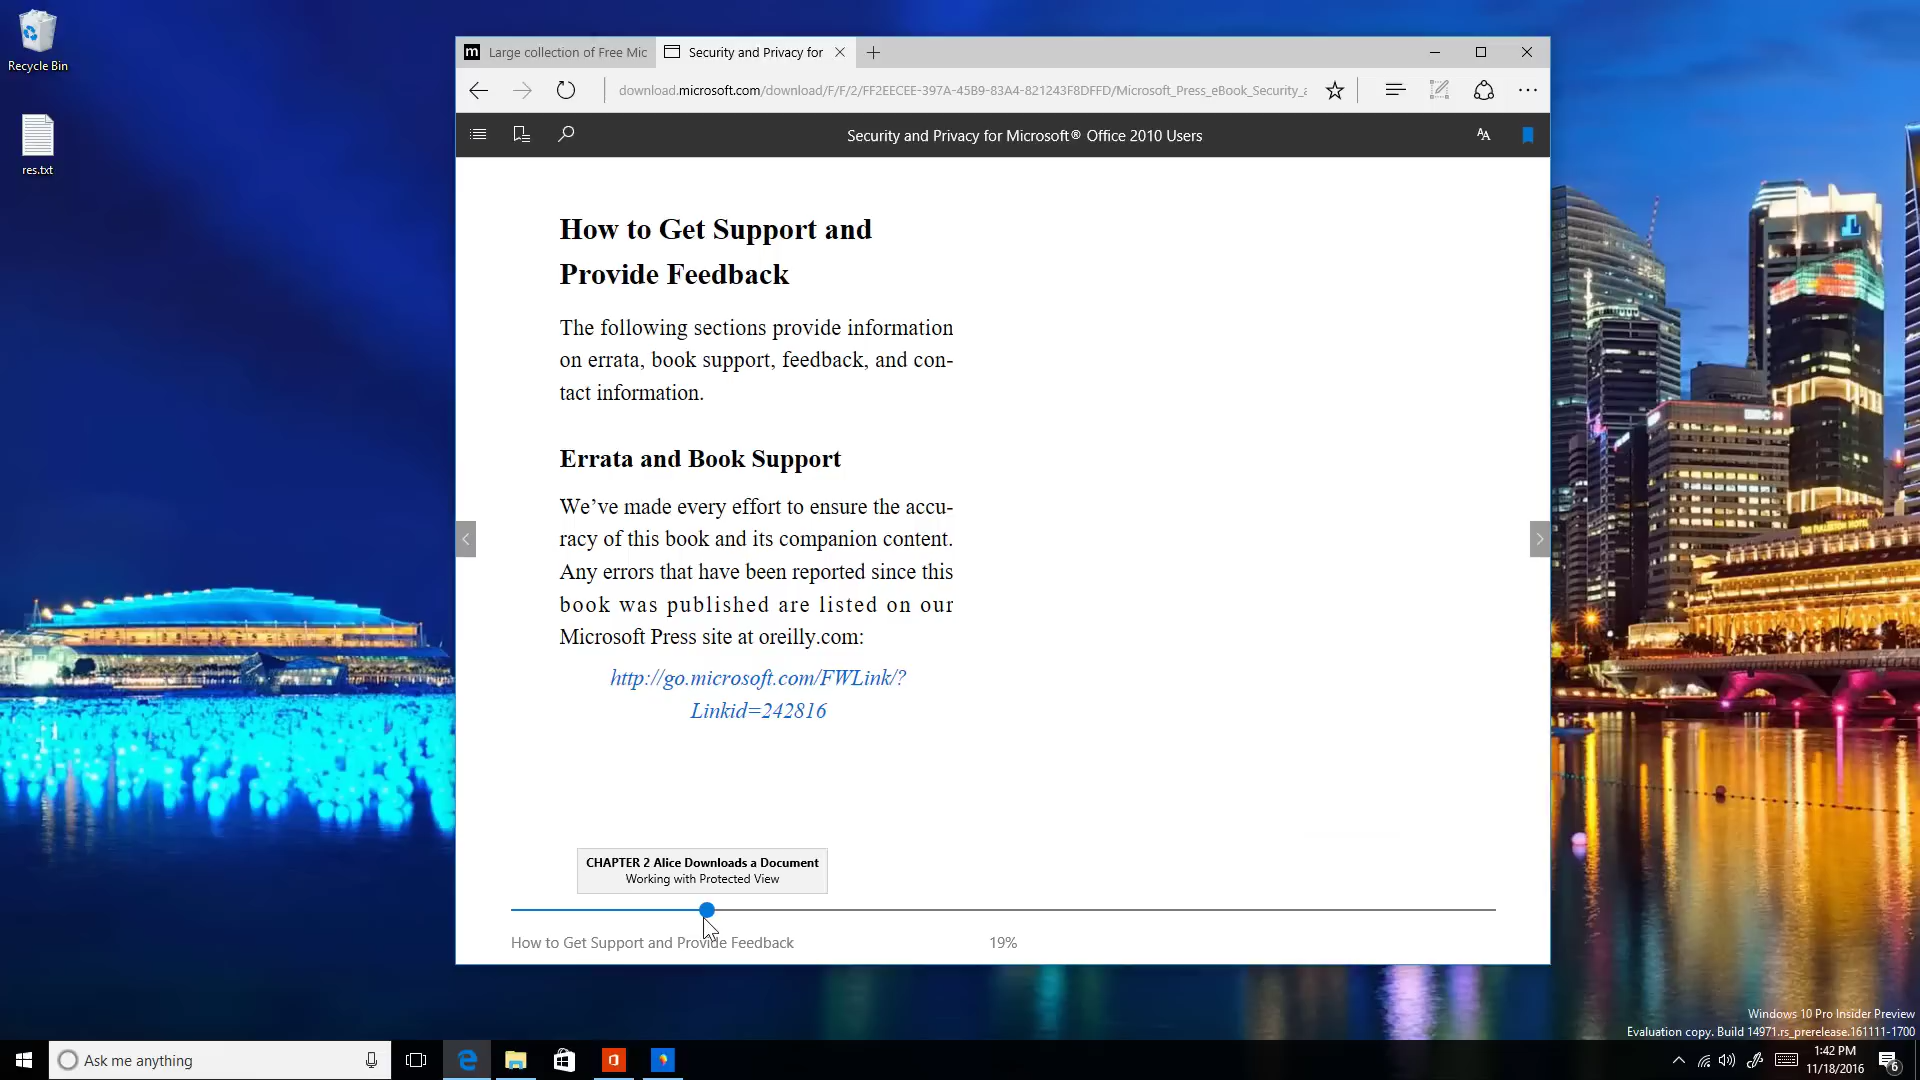 Recycle Bin
res.txt
m Large collection of Free Mic
Security and Privacy for
download.microsoft.com/download/F/F/2/FF2EECEE-397A-45B9-83A4-821243F8DFFD/Microsoft_Press_eBook_Security_a
Security and Privacy for Microsoft® Office 2010 Users
AA
How to Get Support and
Provide Feedback
The following sections provide information
on errata, book support, feedback, and con-
tact information.
Errata and Book Support
We’ve made every effort to ensure the accu-
racy of this book and its companion content.
Any errors that have been reported since this
book was published are listed on our
Microsoft Press site at oreilly.com:
http://go.microsoft.com/FWLink/?
Linkid=242816
CHAPTER 2 Alice Downloads a Document
Working with Protected View
How to Get Support and Provide Feedback
19%
HSBC
THE FULLERTON HOTEL
Windows 10 Pro Insider Preview
Evaluation copy. Build 14971.rs_prerelease.161111-1700
Ask me anything
1:42 PM
11/18/2016
6